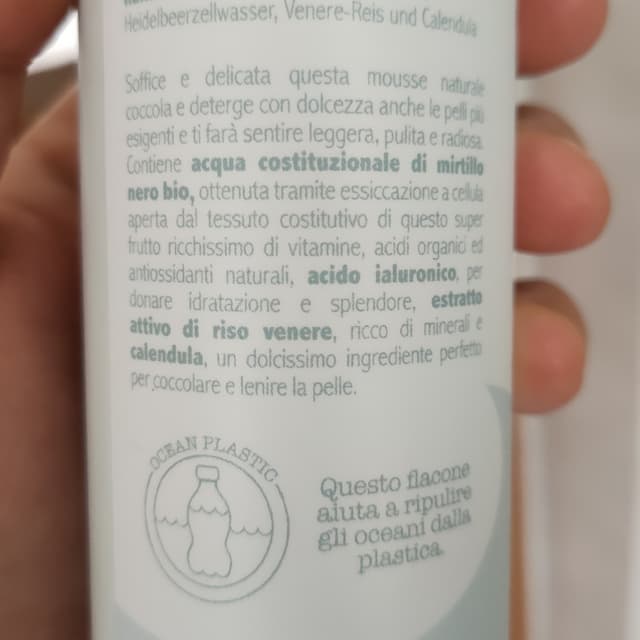 Heidelbeerzellwasser, Venere-Reis und Calendula
Soffice e delicata questa mousse naturale
coccola e deterge con dolcezza anche le pelli più
esigenti e ti farà sentire leggera, pulita e radiosa.
Contiene acqua costituzionale di mirtillo
nero bio, ottenuta tramite essiccazione a cellula
aperta dal tessuto costitutivo di questo super
frutto ricchissimo di vitamine, acidi organici ed
antiossidanti naturali, acido ialuronico, per
donare idratazione e splendore, estratto
attivo di riso venere, ricco di minerali e
calendula, un dolcissimo ingrediente perfetto
per coccolare e lenire la pelle.
OCEAN PLASTIC
Questo flacone
aiuta a ripulire
gli oceani dalla
plastica.